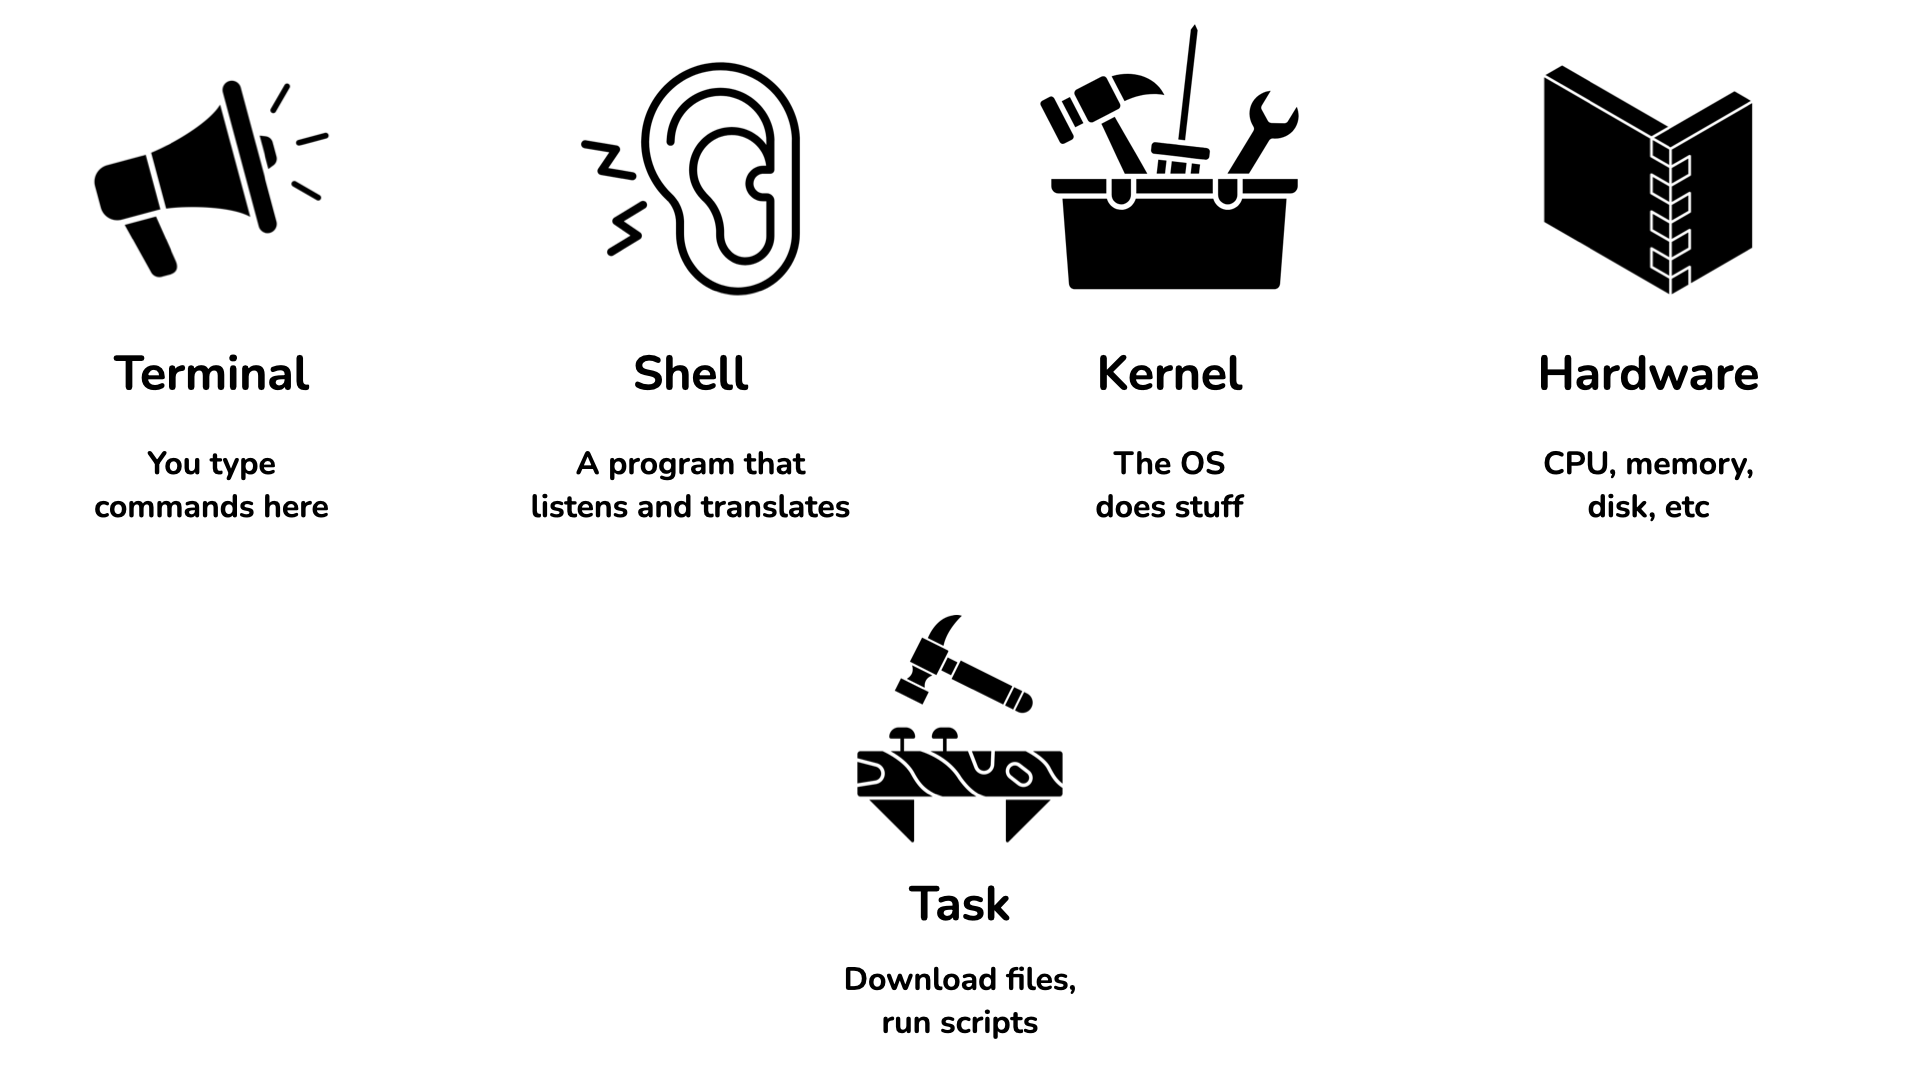 Terminal
You type
commands here
Shell
A program that
listens and translates
Kernel
The OS
does stuff
Hardware
CPU, memory,
disk, etc
Task
Download files,
run scripts